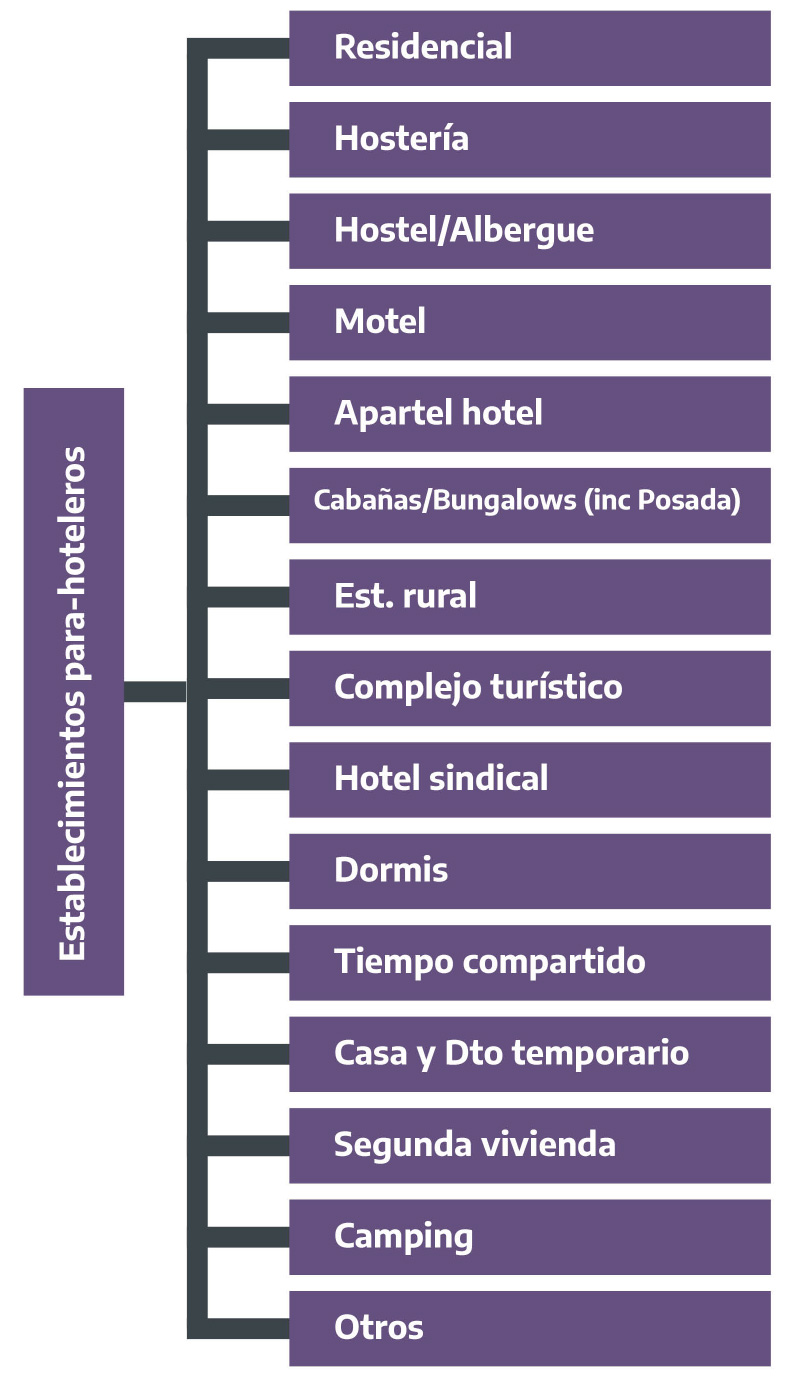 Establecimientos para-hoteleros
Residencial
Hostería
Hostel/Albergue
Motel
Apartel hotel
Cabañas/Bungalows (inc Posada)
Est. rural
Complejo turístico
Hotel sindical
Dormis
Tiempo compartido
Casa y Dto temporario
Segunda vivienda
Camping
Otros